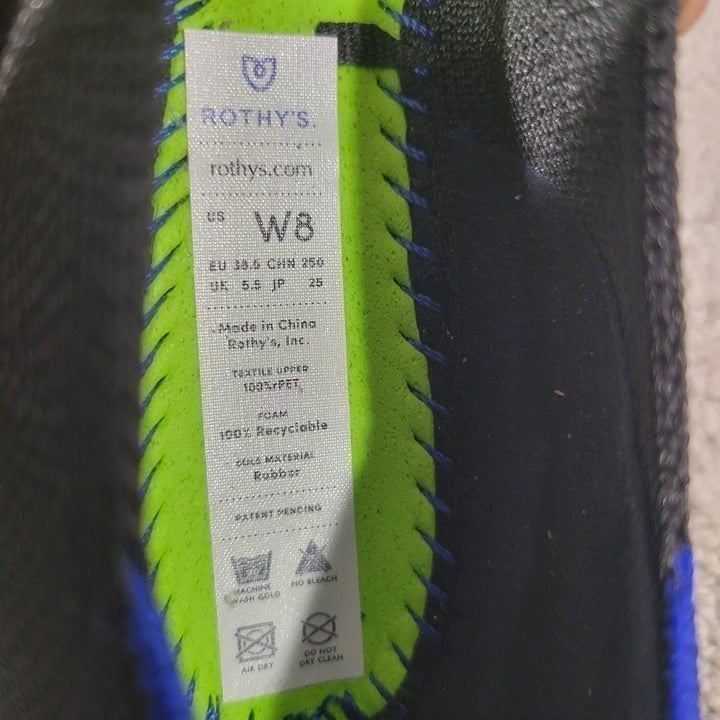 ROTHY'S.
rothys.com
US W8
EU 38.5 CHN 250
UK 5.5 JP 25
Made in China
Rothy's, Inc.
TEXTILE UPPER
100% rPET
FOAM
100% Recyclable
SOLE MATERIAL
Rubber
PATENT PENDING
MACHINE WASH COLD
NO BLEACH
AIR DRY
DO NOT DRY CLEAN